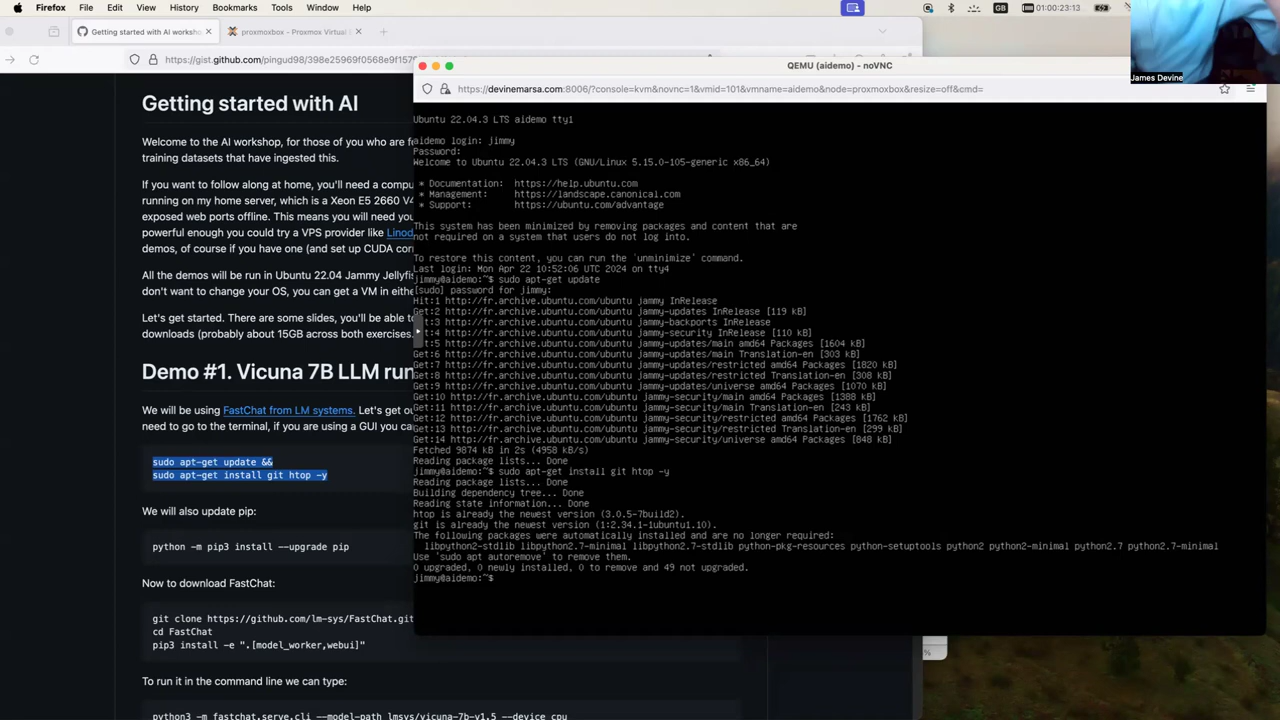 Firefox File Edit View History Bookmarks Tools Window Help
GB
01:00:23:13
Getting started with AI worksho
proxmoxbox - Proxmox Virtual
https://gist.github.com/pingud98/398e25969f0568e9f157
James Devine
QEMU (aidemo) - noVNC
https://devinemarsa.com:8006/?console=kvm&novnc=1&vmid=101&vmname=aidemo&node=proxmoxbox&resize=off&cmd=
Getting started with AI
Welcome to the AI workshop, for those of you who are fe
training datasets that have ingested this.
If you want to follow along at home, you'll need a compu
running on my home server, which is a Xeon E5 2660 V4
exposed web ports offline. This means you will need you
powerful enough you could try a VPS provider like Linod
demos, of course if you have one (and set up CUDA cor
All the demos will be run in Ubuntu 22.04 Jammy Jellyfi
don't want to change your OS, you can get a VM in eithe
Let's get started. There are some slides, you'll be able to
downloads (probably about 15GB across both exercises.
Demo #1. Vicuna 7B LLM run
We will be using FastChat from LM systems. Let's get ou
need to go to the terminal, if you are using a GUI you ca
sudo apt-get update &&
sudo apt-get install git htop -y
We will also update pip:
python -m pip3 install --upgrade pip
Now to download FastChat:
git clone https://github.com/lm-sys/FastChat.git
cd FastChat
pip3 install -e ".[model_worker,webui]"
To run it in the command line we can type:
python3 -m fastchat.serve.cli --model-path lmsys/vicuna-7b-v1.5 --device cpu
Ubuntu 22.04.3 LTS aidemo tty1
aidemo login: jimmy
Password:
Welcome to Ubuntu 22.04.3 LTS (GNU/Linux 5.15.0-105-generic x86_64)
* Documentation: https://help.ubuntu.com
* Management: https://landscape.canonical.com
* Support: https://ubuntu.com/advantage
This system has been minimized by removing packages and content that are
not required on a system that users do not log into.
To restore this content, you can run the 'unminimize' command.
Last login: Mon Apr 22 10:52:06 UTC 2024 on tty4
jimmy@aidemo:~$ sudo apt-get update
[sudo] password for jimmy:
Hit:1 http://fr.archive.ubuntu.com/ubuntu jammy InRelease
Get:2 http://fr.archive.ubuntu.com/ubuntu jammy-updates InRelease [119 kB]
t:3 http://fr.archive.ubuntu.com/ubuntu jammy-backports InRelease
t:4 http://fr.archive.ubuntu.com/ubuntu jammy-security InRelease [110 kB]
t:5 http://fr.archive.ubuntu.com/ubuntu jammy-updates/main amd64 Packages [1604 kB]
Get:6 http://fr.archive.ubuntu.com/ubuntu jammy-updates/main Translation-en [303 kB]
Get:7 http://fr.archive.ubuntu.com/ubuntu jammy-updates/restricted amd64 Packages [1820 kB]
Get:8 http://fr.archive.ubuntu.com/ubuntu jammy-updates/restricted Translation-en [308 kB]
Get:9 http://fr.archive.ubuntu.com/ubuntu jammy-updates/universe amd64 Packages [1070 kB]
Get:10 http://fr.archive.ubuntu.com/ubuntu jammy-security/main amd64 Packages [1388 kB]
Get:11 http://fr.archive.ubuntu.com/ubuntu jammy-security/main Translation-en [243 kB]
Get:12 http://fr.archive.ubuntu.com/ubuntu jammy-security/restricted amd64 Packages [1762 kB]
Get:13 http://fr.archive.ubuntu.com/ubuntu jammy-security/restricted Translation-en [299 kB]
Get:14 http://fr.archive.ubuntu.com/ubuntu jammy-security/universe amd64 Packages [848 kB]
Fetched 9874 kB in 2s (4958 kB/s)
Reading package lists... Done
jimmy@aidemo:~$ sudo apt-get install git htop -y
Reading package lists... Done
Building dependency tree... Done
Reading state information... Done
htop is already the newest version (3.0.5-7build2).
git is already the newest version (1:2.34.1-1ubuntu1.10).
The following packages were automatically installed and are no longer required:
libpython2-stdlib libpython2.7-minimal libpython2.7-stdlib python-pkg-resources python-setuptools python2 python2-minimal python2.7 python2.7-minimal
Use 'sudo apt autoremove' to remove them.
0 upgraded, 0 newly installed, 0 to remove and 49 not upgraded.
jimmy@aidemo:~$